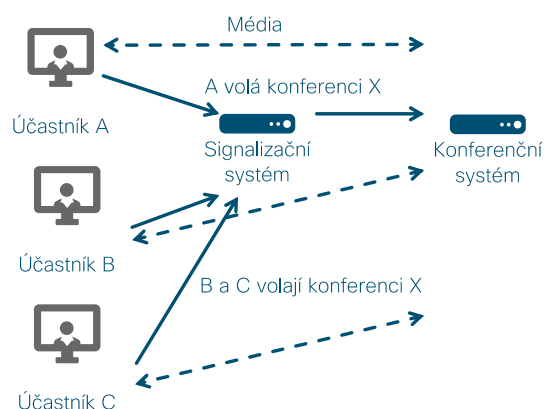 Média
A volá konferenci X
Účastník A
Signalizační
systém
Konferenční
systém
Účastník B
B a C volají konferenci X
Účastník C